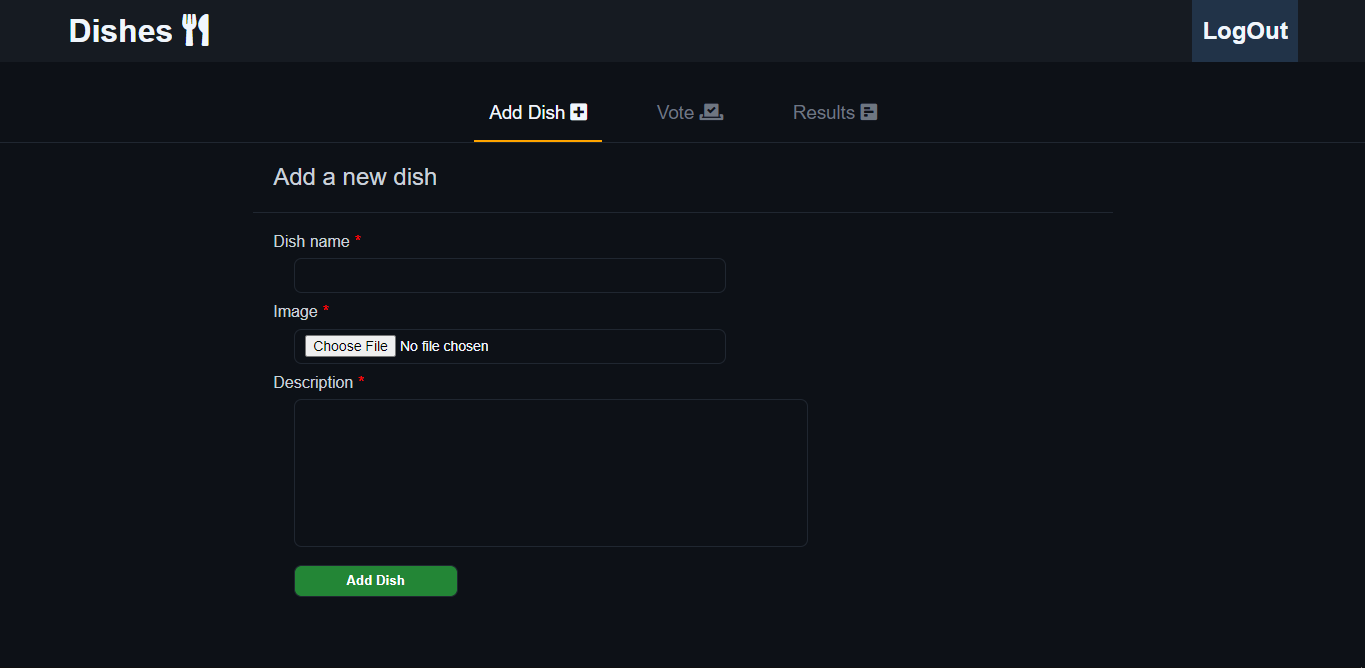 Dishes
LogOut
Add Dish
Vote
Results
Add a new dish
Dish name *
Image *
Choose File No file chosen
Description *
Add Dish